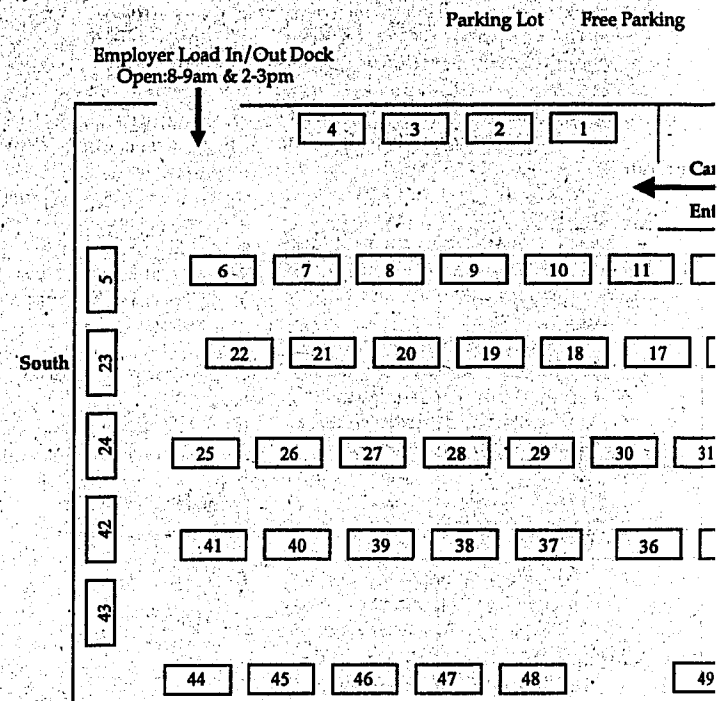 Parking Lot Free Parking
Employer Load In/Out Dock
Open:8-9am & 2-3pm
4 3 2 1
5
6 7 8 9 10 11
South
23
22 21 20 19 18 17
24
25 26 27 28 29 30 31
42
41 40 39 38 37 36
43
44 45 46 47 48 49